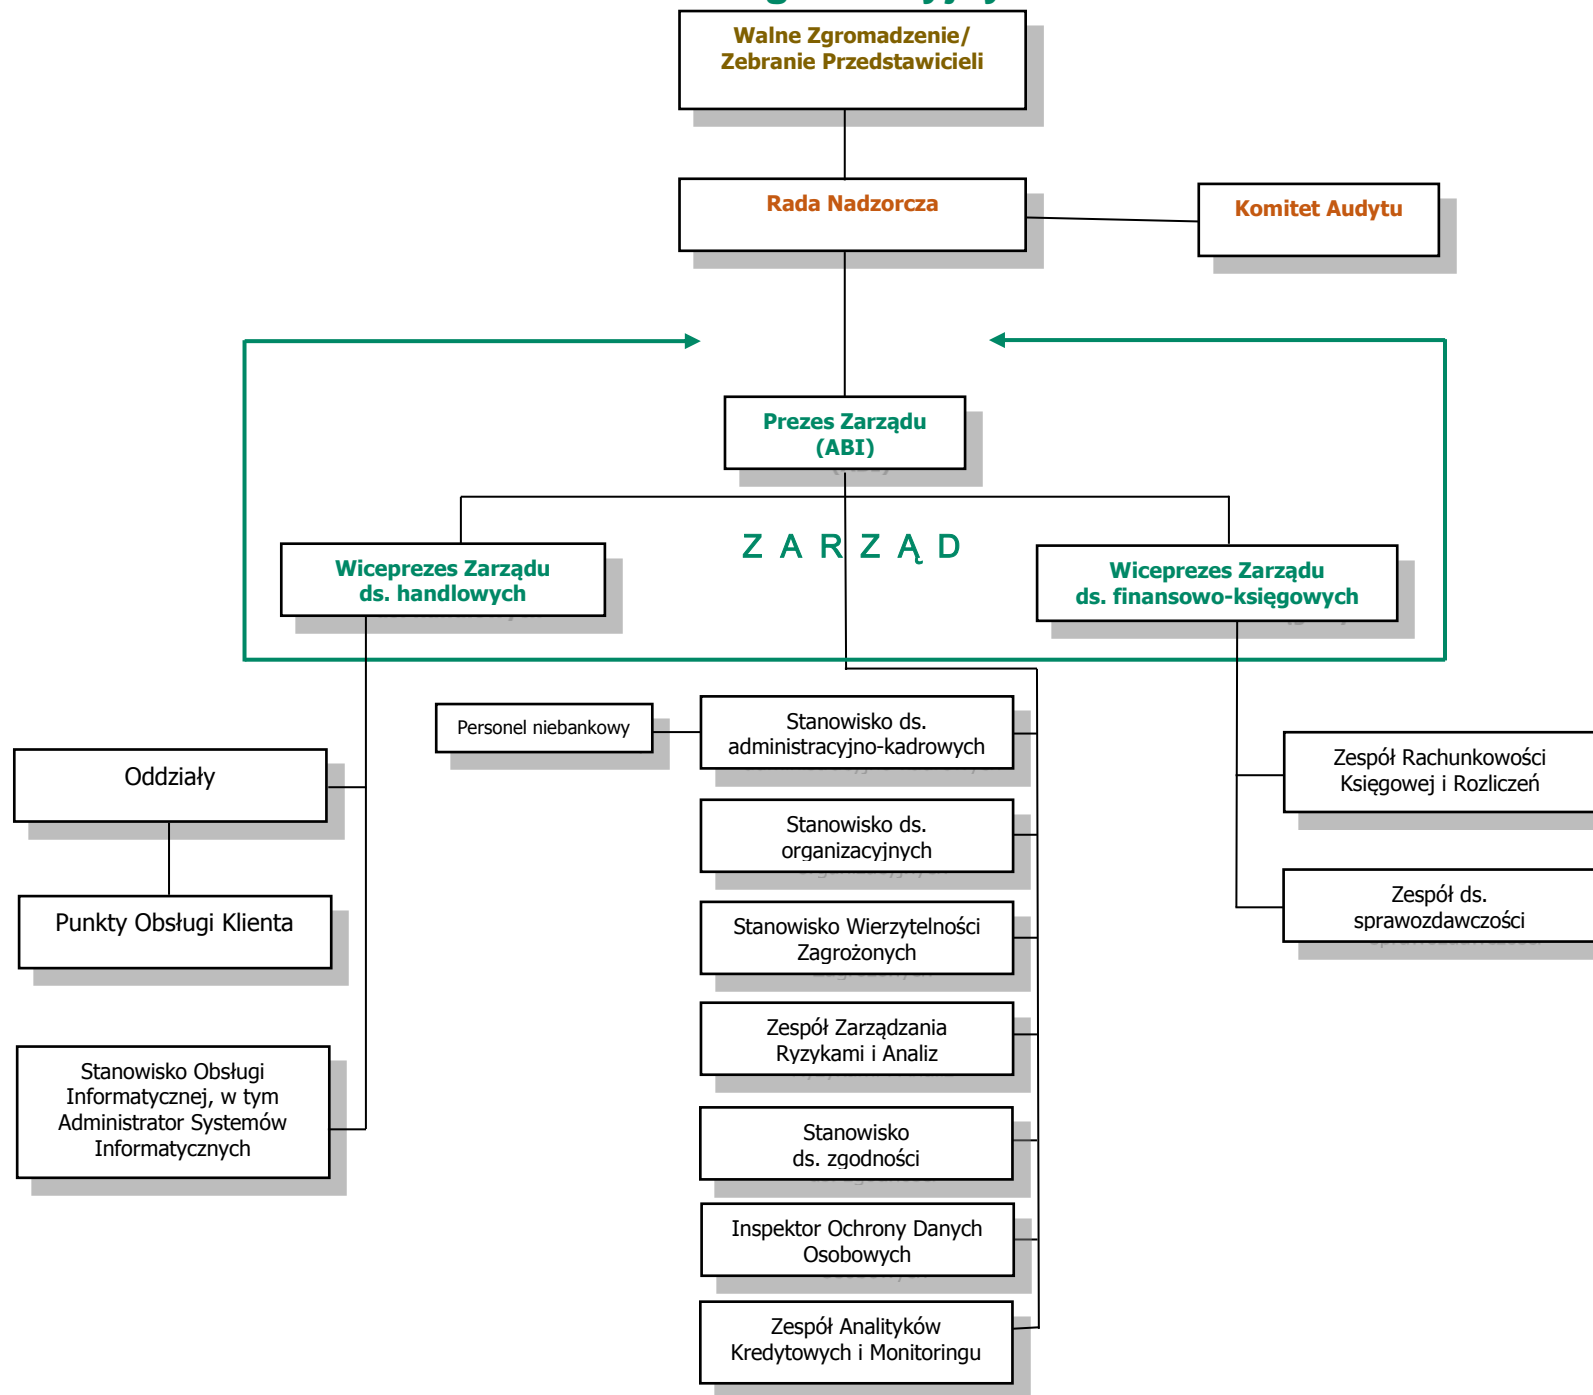 Walne Zgromadzenie/
Zebranie Przedstawicieli
Rada Nadzorcza
Komitet Audytu
Prezes Zarządu
(ABI)
Z A R Z Ą D
Wiceprezes Zarządu
ds. handlowych
Wiceprezes Zarządu
ds. finansowo-księgowych
Personel niebankowy
Stanowisko ds.
administracyjno-kadrowych
Oddziały
Zespół Rachunkowości
Księgowej i Rozliczeń
Stanowisko ds.
organizacyjnych
Punkty Obsługi Klienta
Zespół ds.
sprawozdawczości
Stanowisko Wierzytelności
Zagrożonych
Zespół Zarządzania
Ryzykami i Analiz
Stanowisko Obsługi
Informatycznej, w tym
Administrator Systemów
Informatycznych
Stanowisko
ds. zgodności
Inspektor Ochrony Danych
Osobowych
Zespół Analityków
Kredytowych i Monitoringu